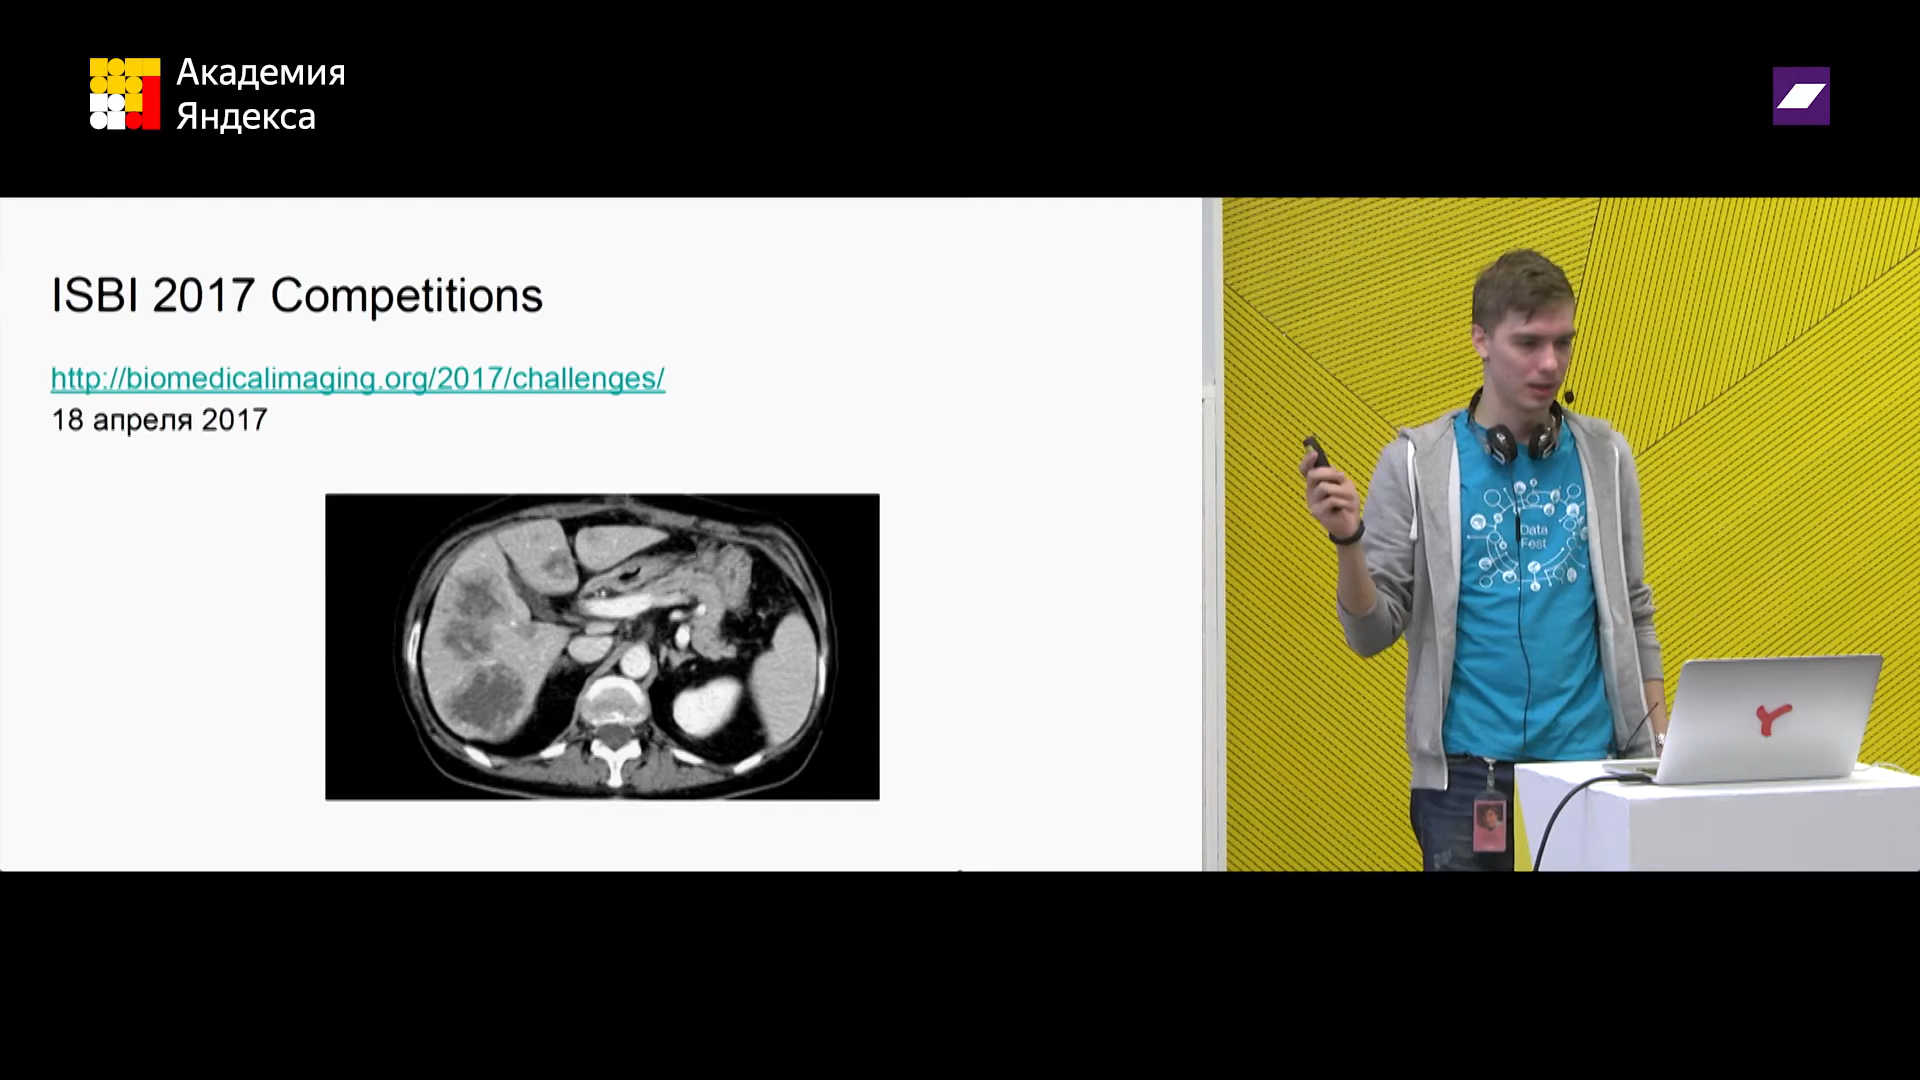 Академия
Яндекса
ISBI 2017 Competitions
http://biomedicalimaging.org/2017/challenges/
18 апреля 2017
Data
Fest